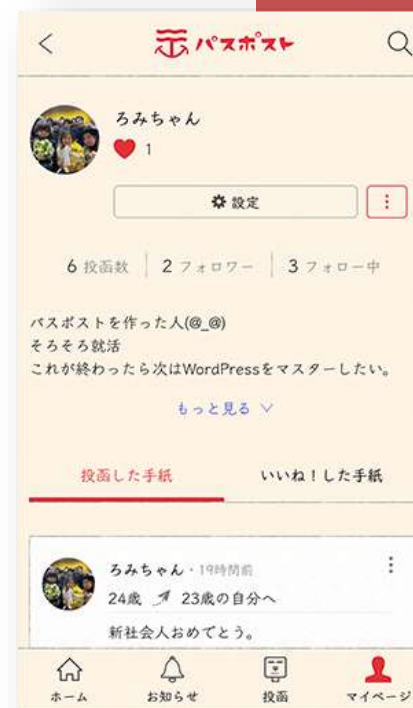 パスポスト
ろみちゃん
1
設定
6 投函数 2 フォロワー 3 フォロー中
パスポストを作った人(@_@)
そろそろ就活
これが終わったら次はWordPressをマスターしたい。
もっと見る
投函した手紙 いいね！した手紙
ろみちゃん・19時間前
24歳 23歳の自分へ
新社会人おめでとう。
ホーム お知らせ 投函 マイページ